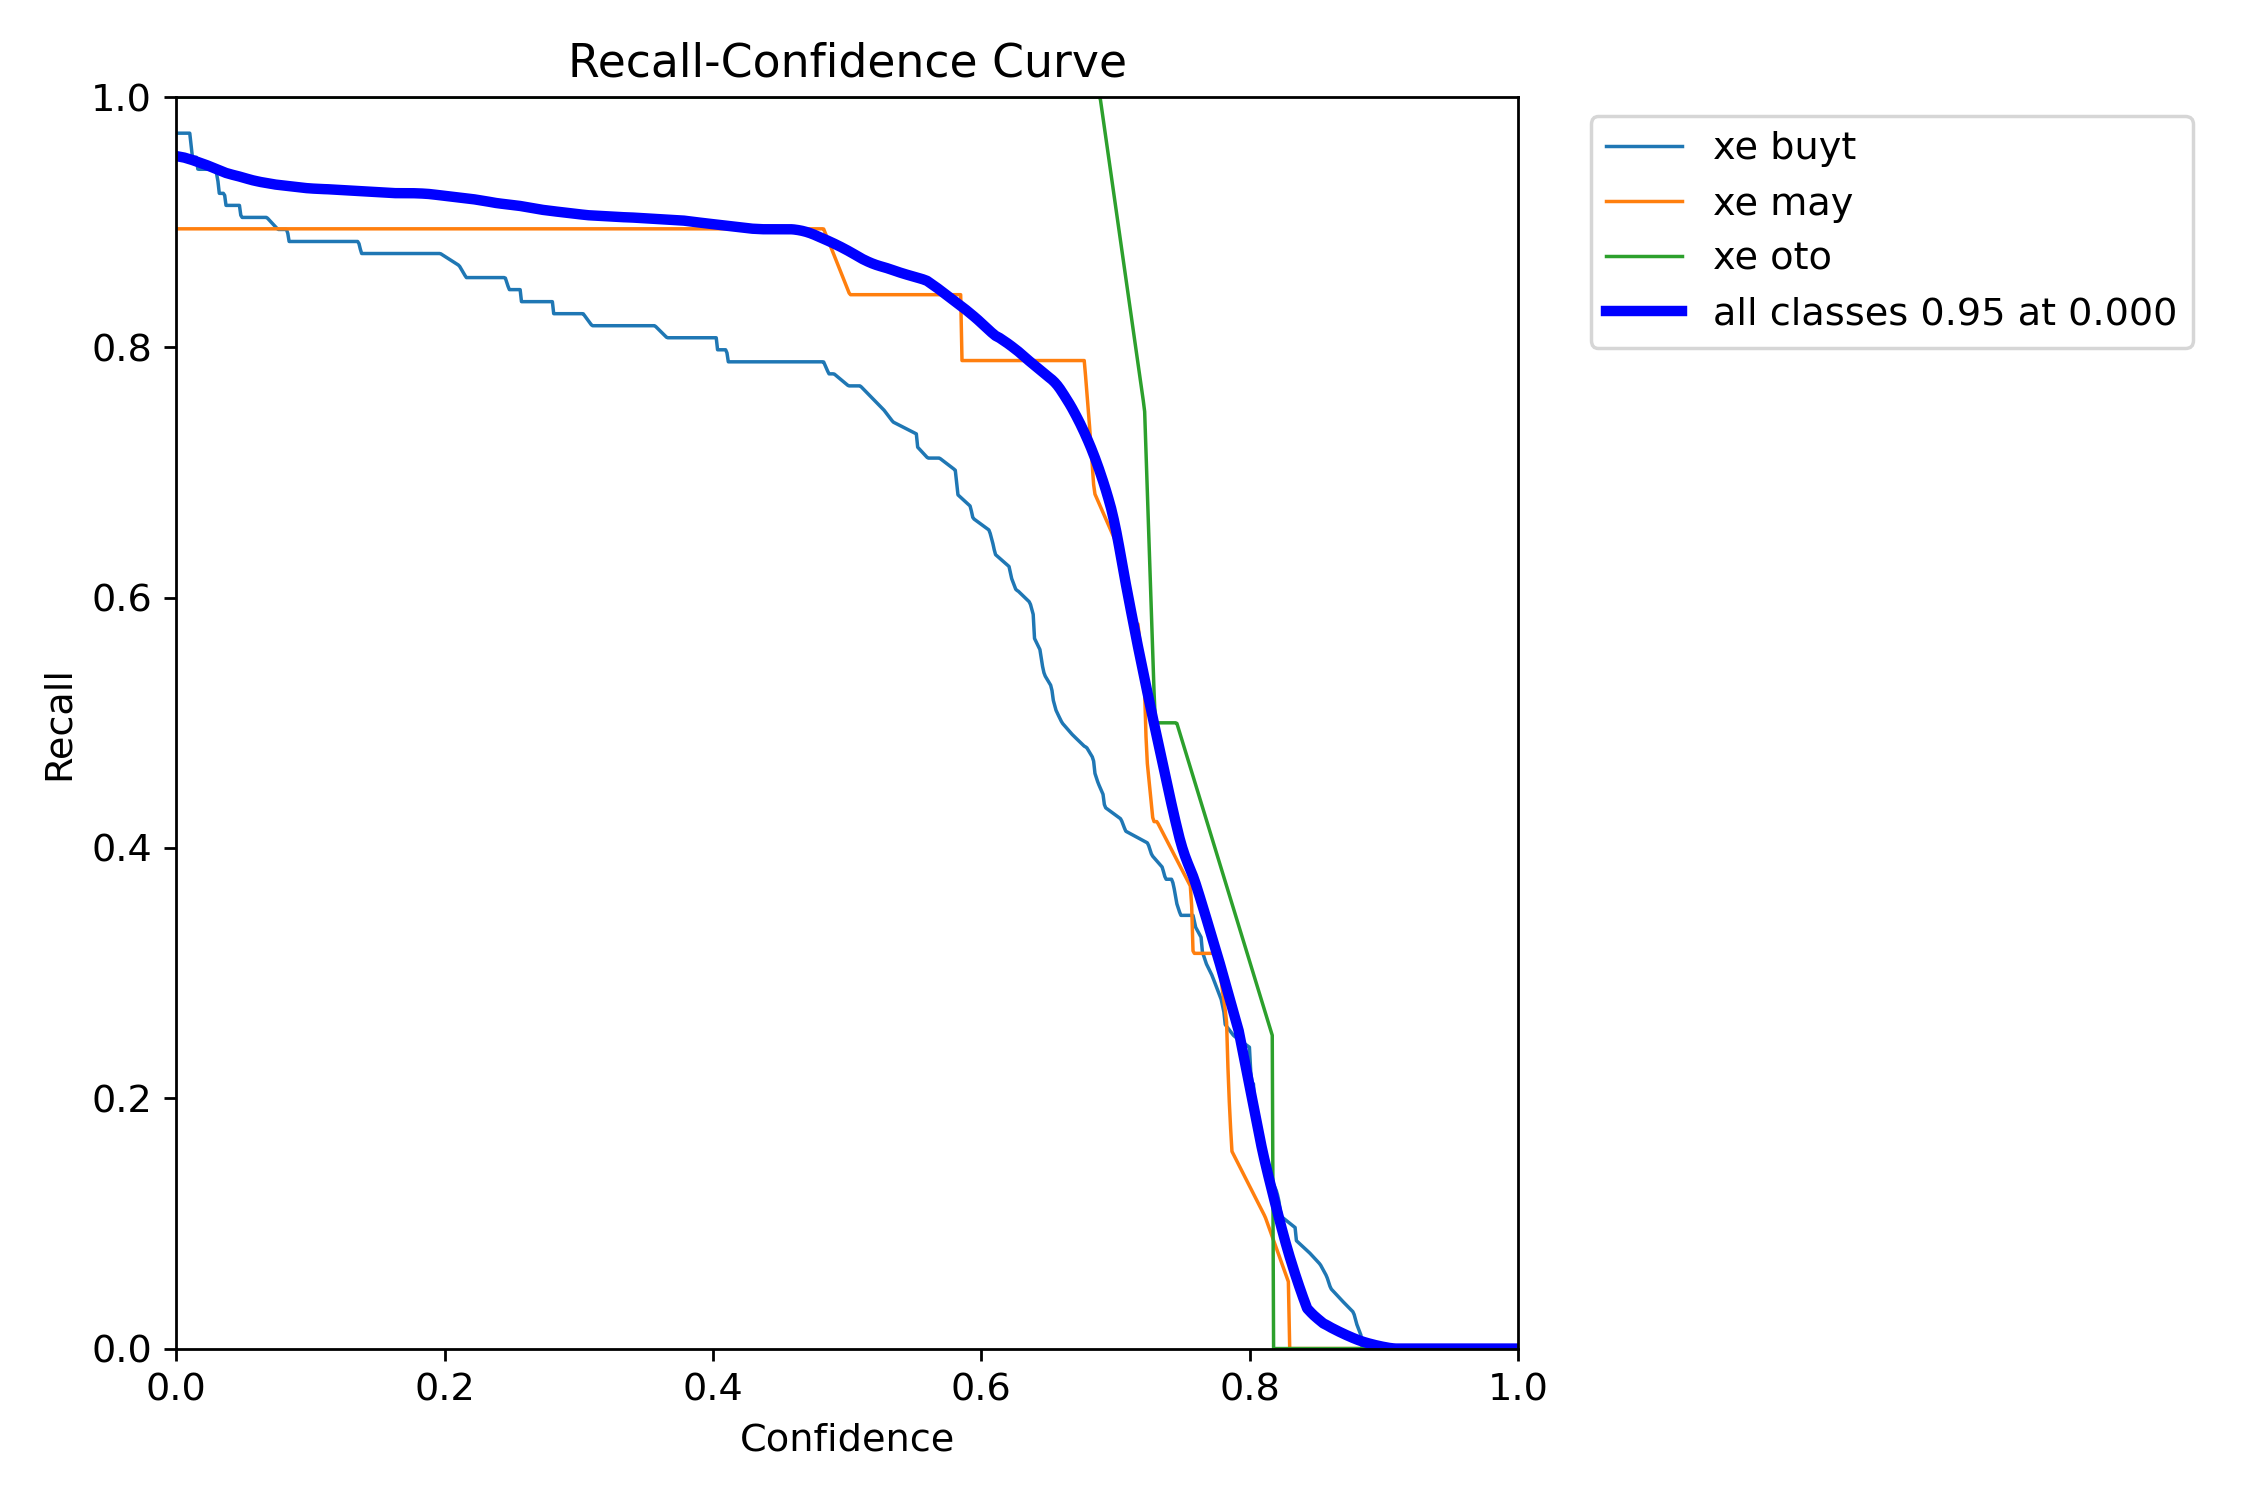 Recall-Confidence Curve
1.0
0.8
0.6
0.4
0.2
0.0
Recall
0.0 0.2 0.4 0.6 0.8 1.0
Confidence
xe buyt
xe may
xe oto
all classes 0.95 at 0.000